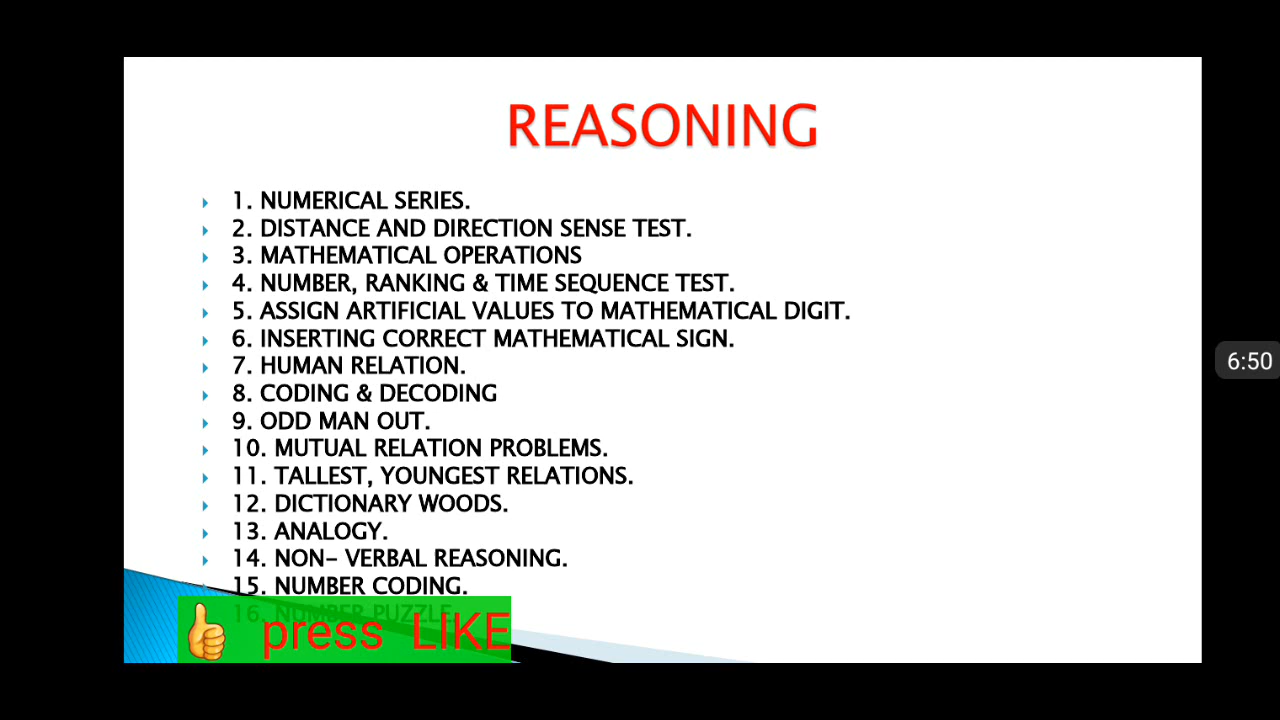 REASONING
1. NUMERICAL SERIES.
2. DISTANCE AND DIRECTION SENSE TEST.
3. MATHEMATICAL OPERATIONS
4. NUMBER, RANKING & TIME SEQUENCE TEST.
5. ASSIGN ARTIFICIAL VALUES TO MATHEMATICAL DIGIT.
6. INSERTING CORRECT MATHEMATICAL SIGN.
6:50
7. HUMAN RELATION.
8. CODING & DECODING
9. ODD MAN OUT.
10. MUTUAL RELATION PROBLEMS.
11. TALLEST, YOUNGEST RELATIONS.
12. DICTIONARY WOODS.
13. ANALOGY.
14. NON- VERBAL REASONING.
15. NUMBER CODING.
16. NUMBER PUZZLE.
press LIKE